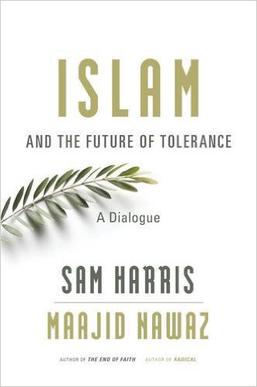 ISLAM
AND THE FUTURE OF TOLERANCE
A Dialogue
SAM HARRIS
MAAJID NAWAZ
AUTHOR OF THE END OF FAITH AUTHOR OF RADICAL